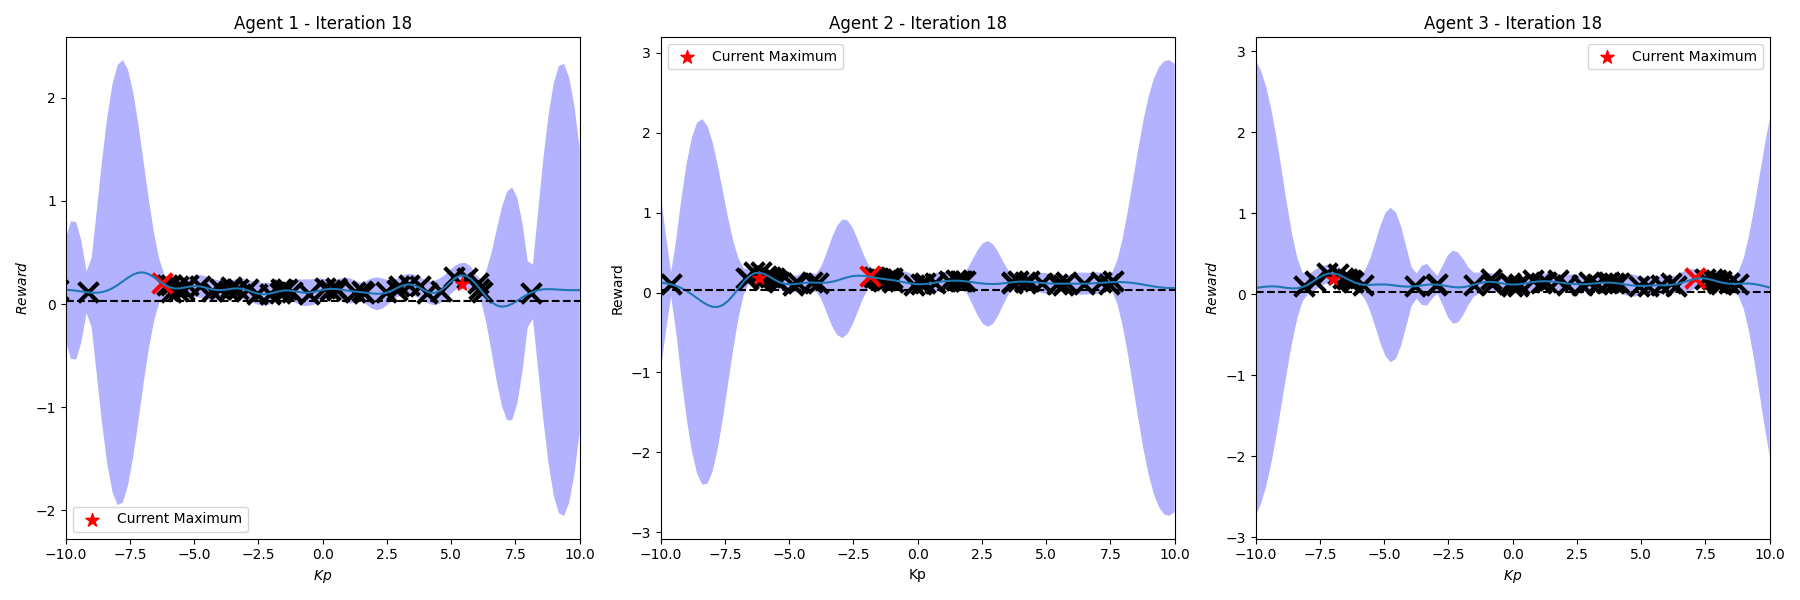 Agent 1 - Iteration 18
Reward
2
1
0
−1
−2
Current Maximum
−10.0 −7.5 −5.0 −2.5 0.0 2.5 5.0 7.5 10.0
Kp
Agent 2 - Iteration 18
Current Maximum
Reward
3
2
1
0
−1
−2
−3
−10.0 −7.5 −5.0 −2.5 0.0 2.5 5.0 7.5 10.0
Kp
Agent 3 - Iteration 18
Current Maximum
Reward
3
2
1
0
−1
−2
−3
−10.0 −7.5 −5.0 −2.5 0.0 2.5 5.0 7.5 10.0
Kp